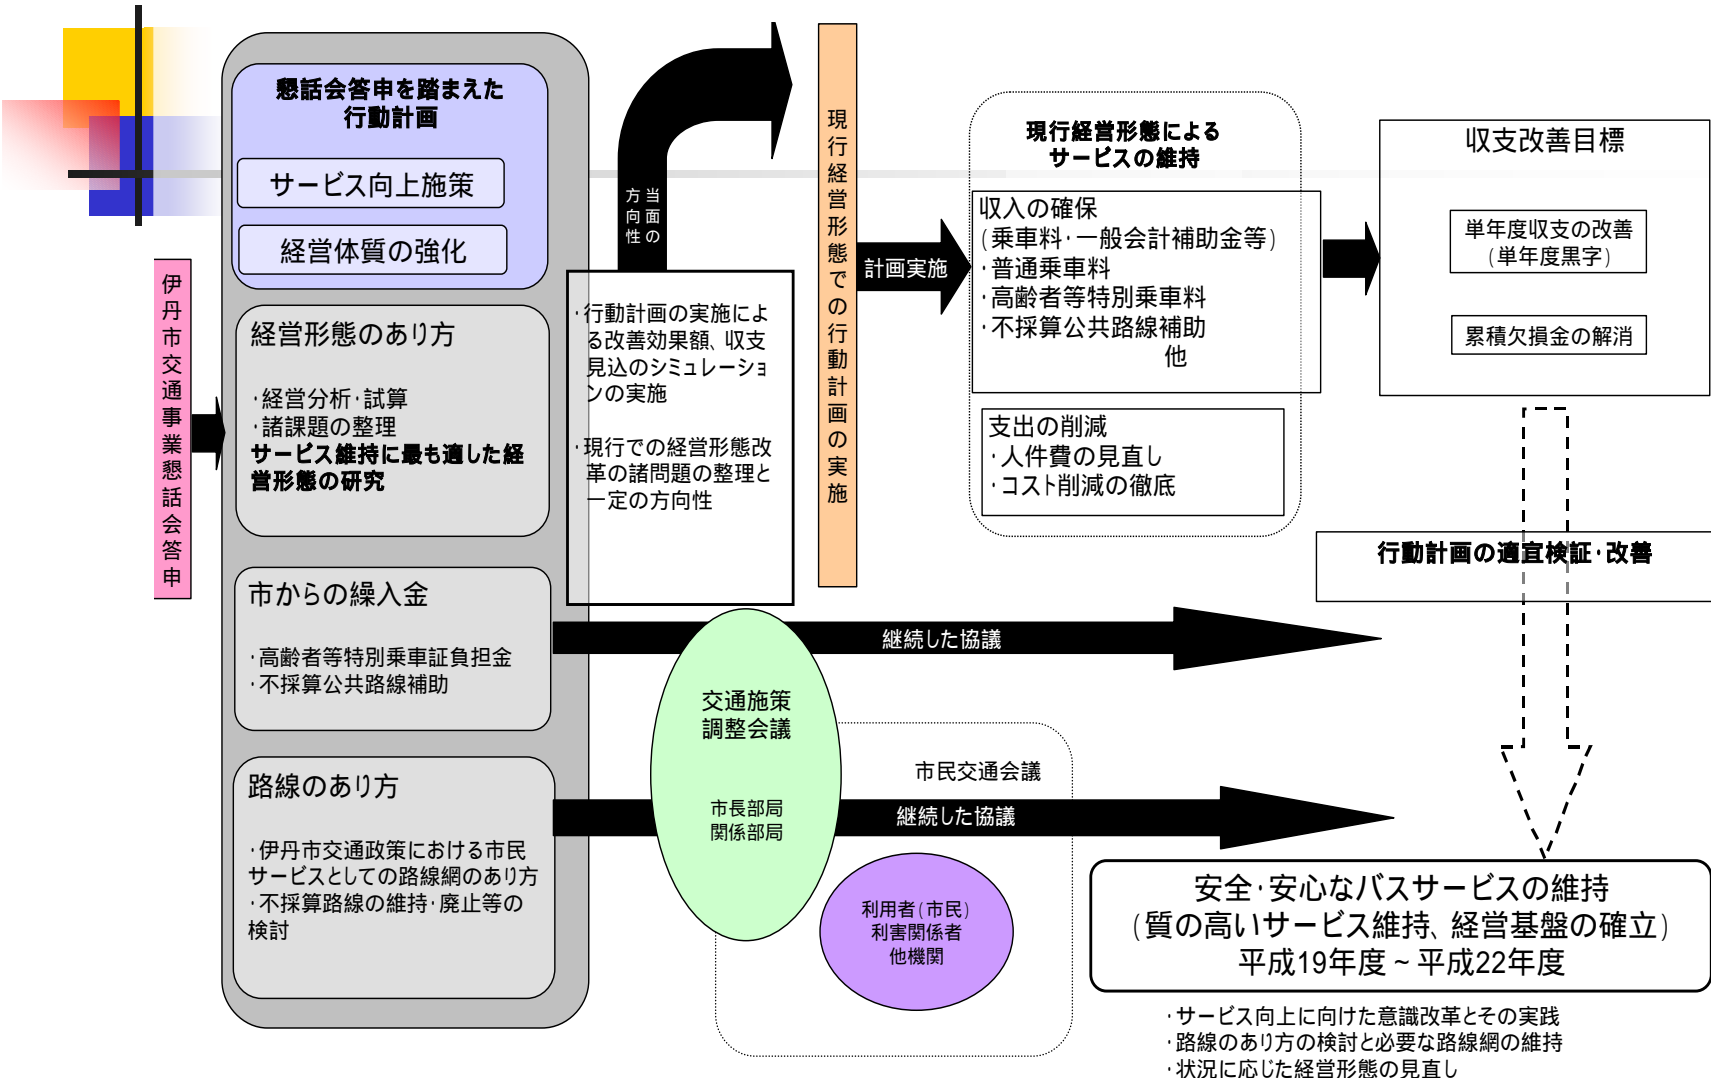 伊丹市交通事業懇話会答申
懇話会答申を踏まえた
行動計画
サービス向上施策
経営体質の強化
経営形態のあり方
･経営分析･試算
･諸課題の整理
サービス維持に最も適した経
営形態の研究
市からの繰入金
･高齢者等特別乗車証負担金
･不採算公共路線補助
路線のあり方
･伊丹市交通政策における市民
サービスとしての路線網のあり方
･不採算路線の維持･廃止等の
検討
当面の
方向性
･行動計画の実施によ
る改善効果額、収支
見込のシミュレーショ
ンの実施
･現行での経営形態改
革の諸問題の整理と
一定の方向性
現行経営形態での行動計画の実施
計画実施
現行経営形態による
サービスの維持
収入の確保
(乗車料･一般会計補助金等)
･普通乗車料
･高齢者等特別乗車料
･不採算公共路線補助
他
支出の削減
･人件費の見直し
･コスト削減の徹底
収支改善目標
単年度収支の改善
(単年度黒字)
累積欠損金の解消
行動計画の適宜検証･改善
継続した協議
交通施策
調整会議
市長部局
関係部局
市民交通会議
継続した協議
利用者(市民)
利害関係者
他機関
安全･安心なバスサービスの維持
(質の高いサービス維持、経営基盤の確立)
平成19年度～平成22年度
･サービス向上に向けた意識改革とその実践
･路線のあり方の検討と必要な路線網の維持
･状況に応じた経営形態の見直し